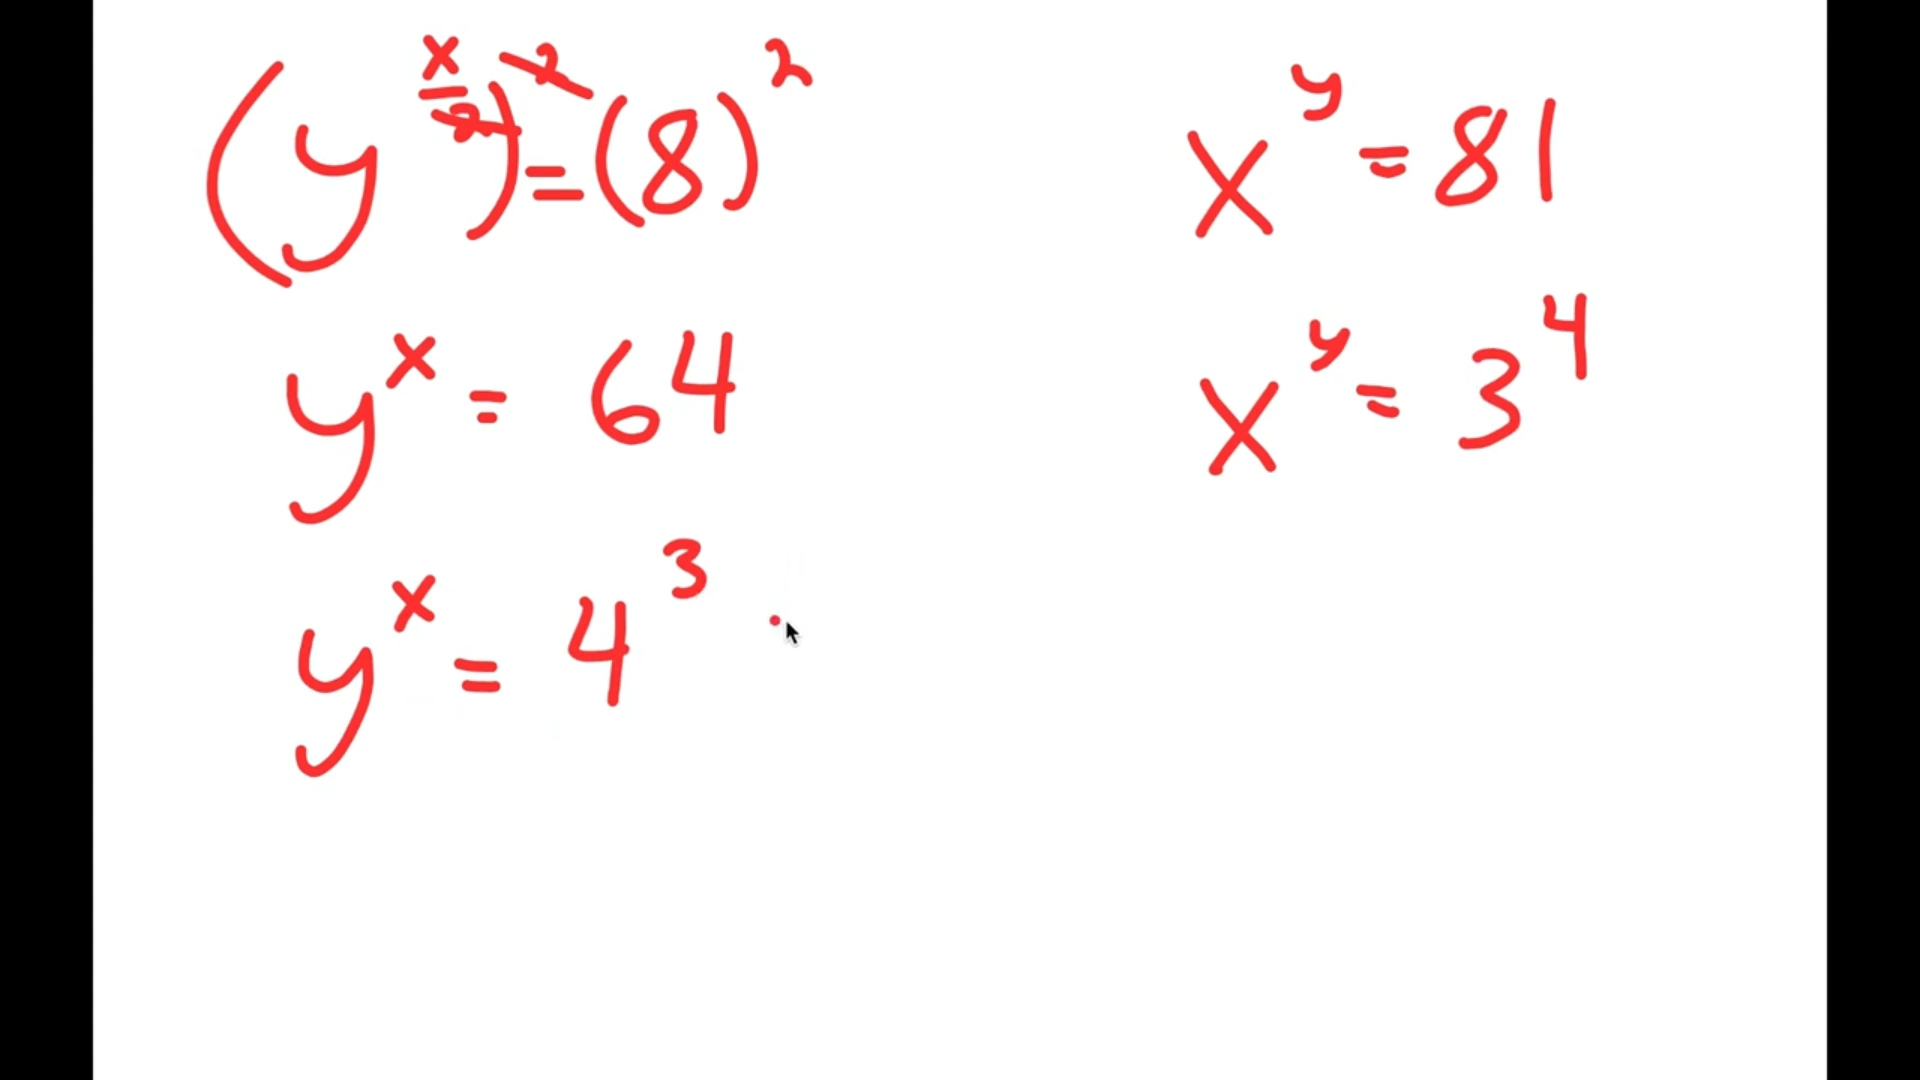 (y^(x/2))^2 = (8)^2
y^x = 64
y^x = 4^3
x^y = 81
x^y = 3^4